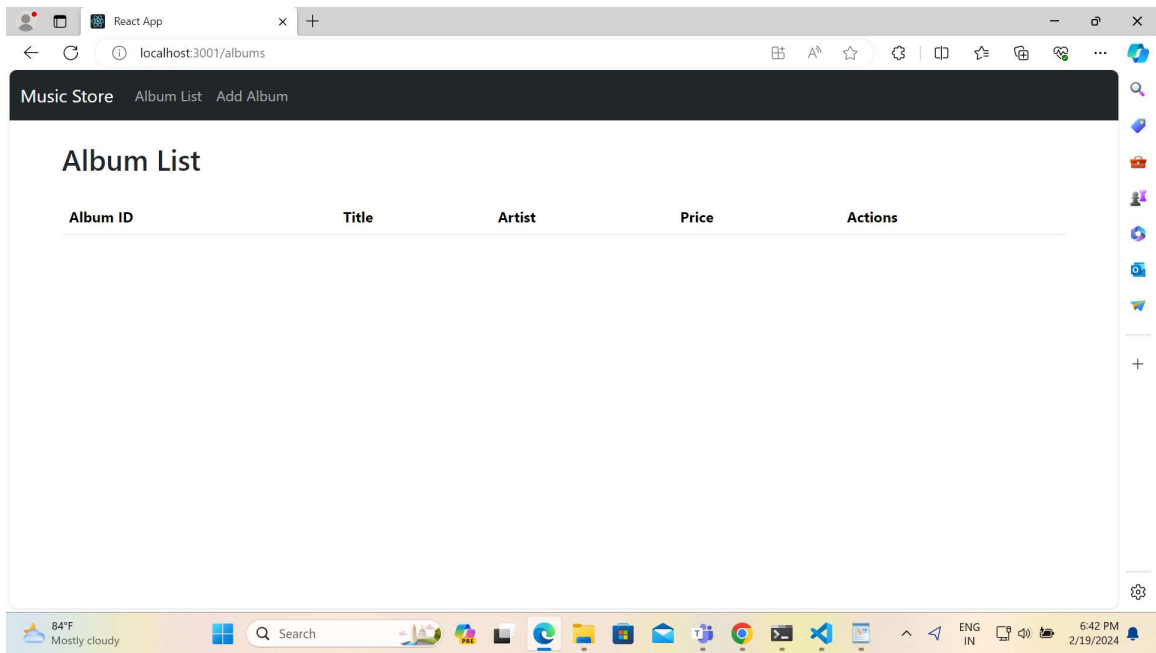 React App
localhost:3001/albums
Music Store Album List Add Album
Album List
Album ID Title Artist Price Actions
84°F
Mostly cloudy
Search
PRE
ENG
IN
6:42 PM
2/19/2024